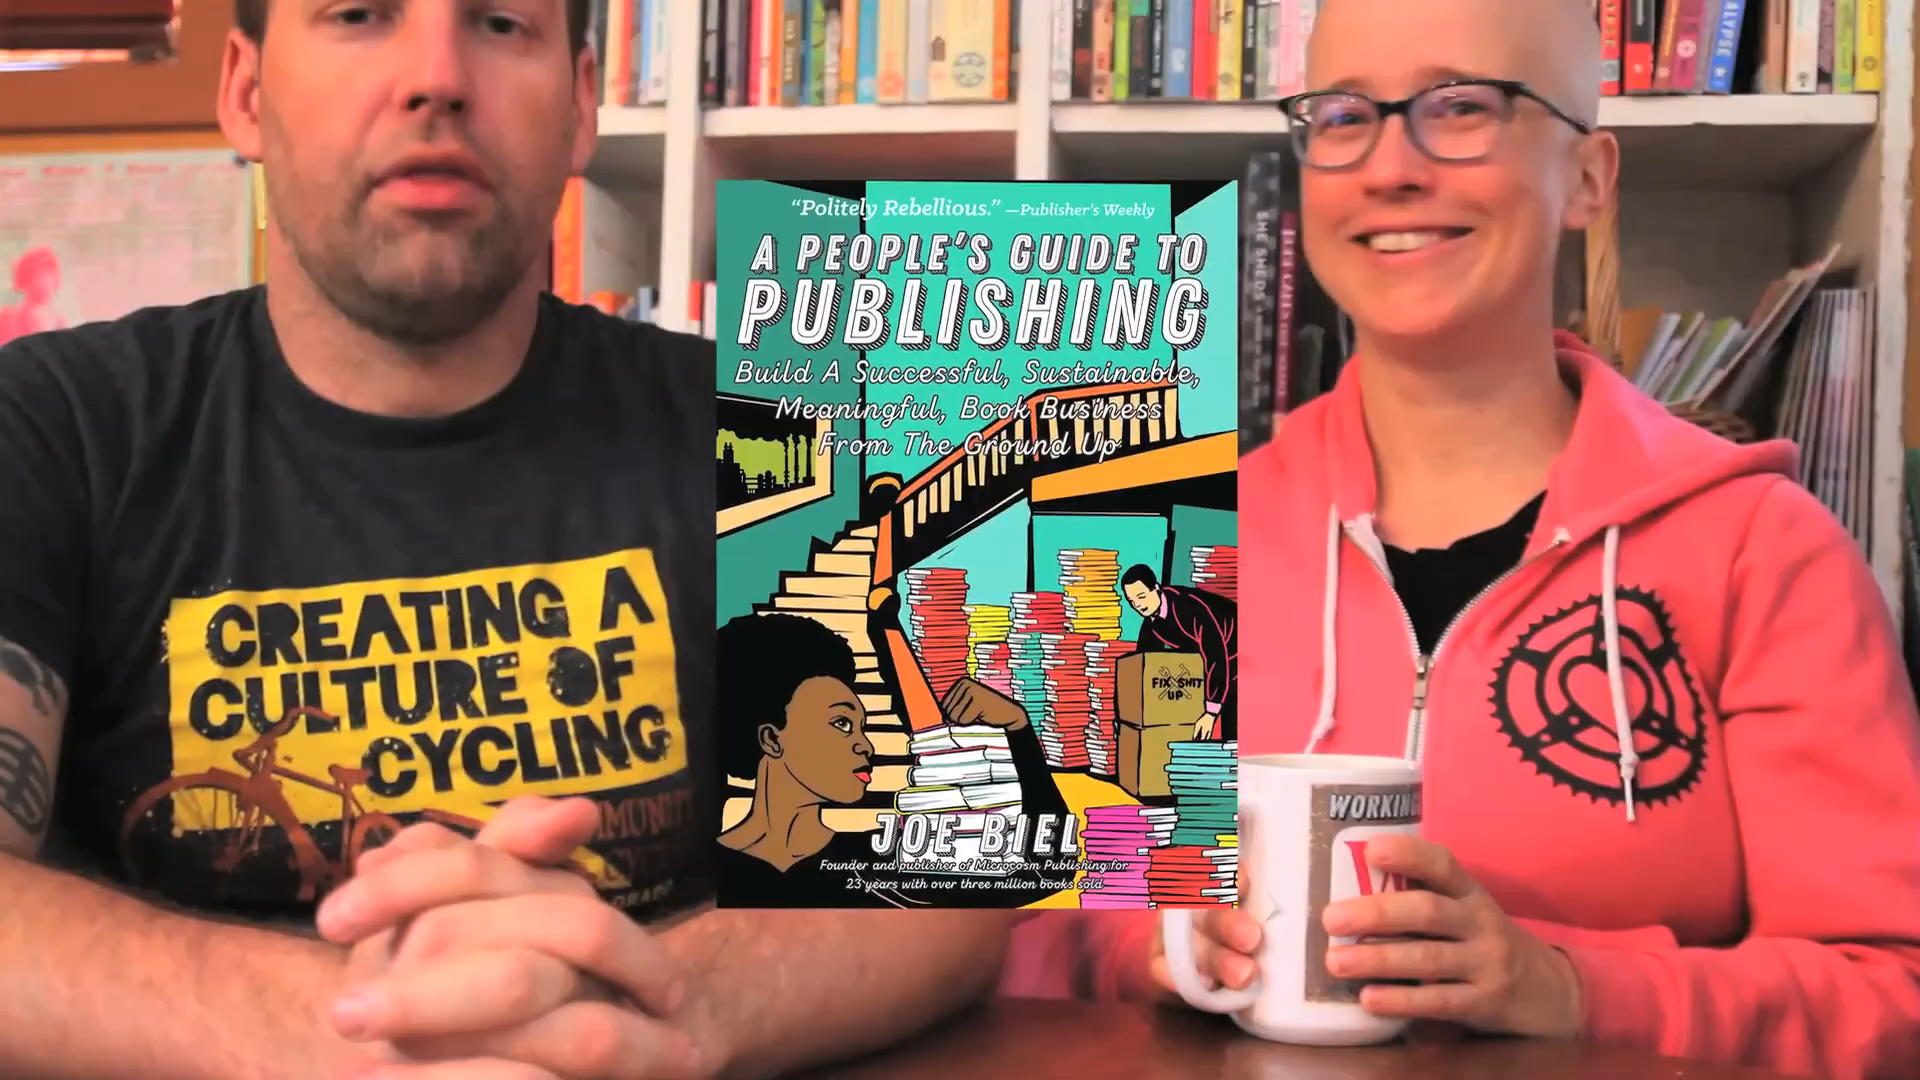 “Politely Rebellious.” —Publisher’s Weekly
A PEOPLE’S GUIDE TO
PUBLISHING
Build A Successful, Sustainable,
Meaningful, Book Business
From The Ground Up
FIX SHIT
UP
JOE BIEL
Founder and publisher of Microcosm Publishing for
23 years with over three million books sold
CREATING A
CULTURE OF
CYCLING
WORKING
SHE SHEDS